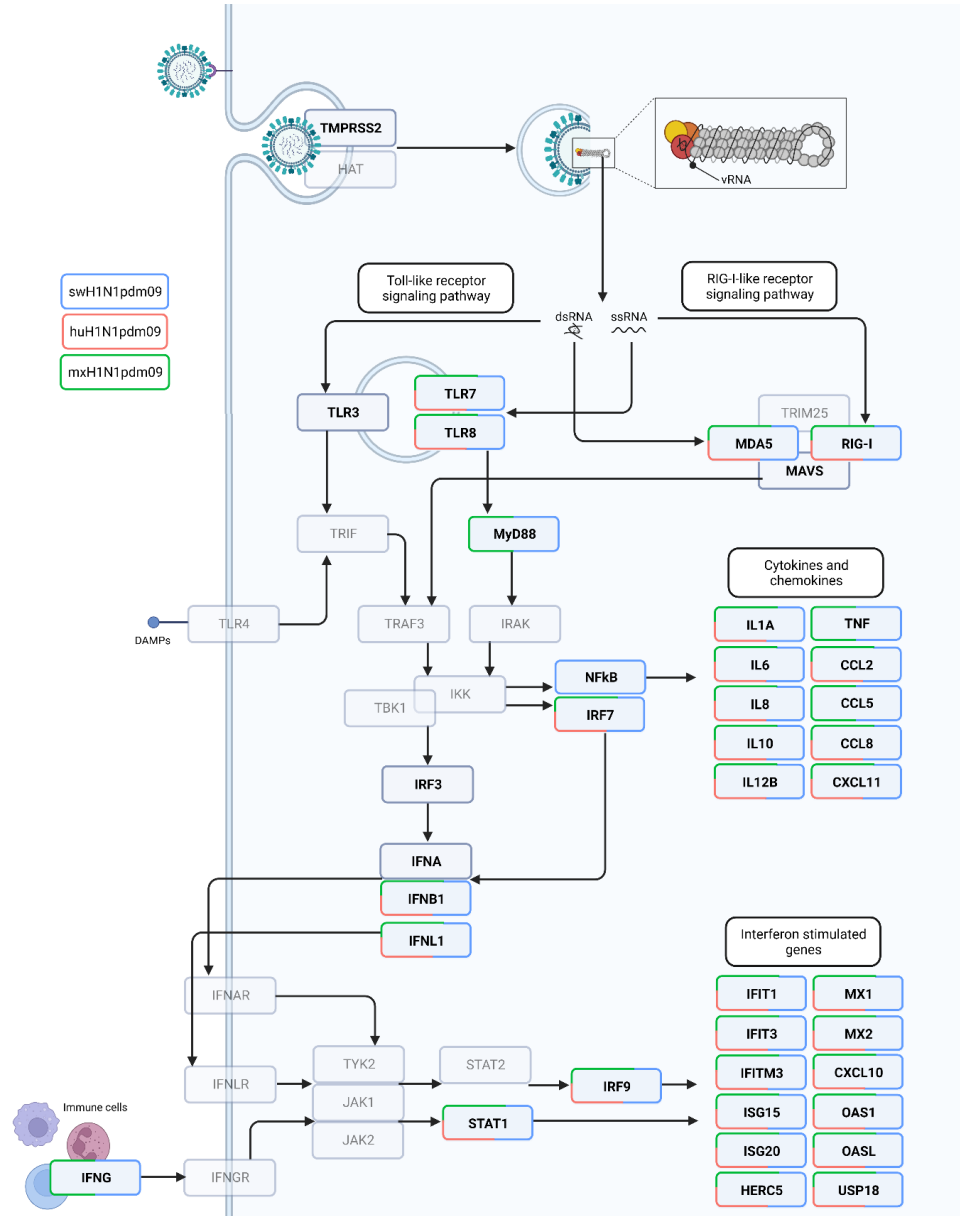 TMPRSS2
HAT
vRNA
swH1N1pdm09
huH1N1pdm09
mxH1N1pdm09
Toll-like receptor
signaling pathway
RIG-I-like receptor
signaling pathway
dsRNA
ssRNA
TLR3
TLR7
TLR8
TRIM25
MDA5
RIG-I
MAVS
TRIF
MyD88
TLR4
DAMPs
TRAF3
IRAK
TBK1
IKK
NFkB
IRF7
IRF3
Cytokines and
chemokines
IL1A
TNF
IL6
CCL2
IL8
CCL5
IL10
CCL8
IL12B
CXCL11
IFNA
IFNB1
IFNL1
IFNAR
IFNLR
TYK2
JAK1
JAK2
STAT2
IRF9
STAT1
Immune cells
IFNG
IFNGR
Interferon stimulated
genes
IFIT1
MX1
IFIT3
MX2
IFITM3
CXCL10
ISG15
OAS1
ISG20
OASL
HERC5
USP18